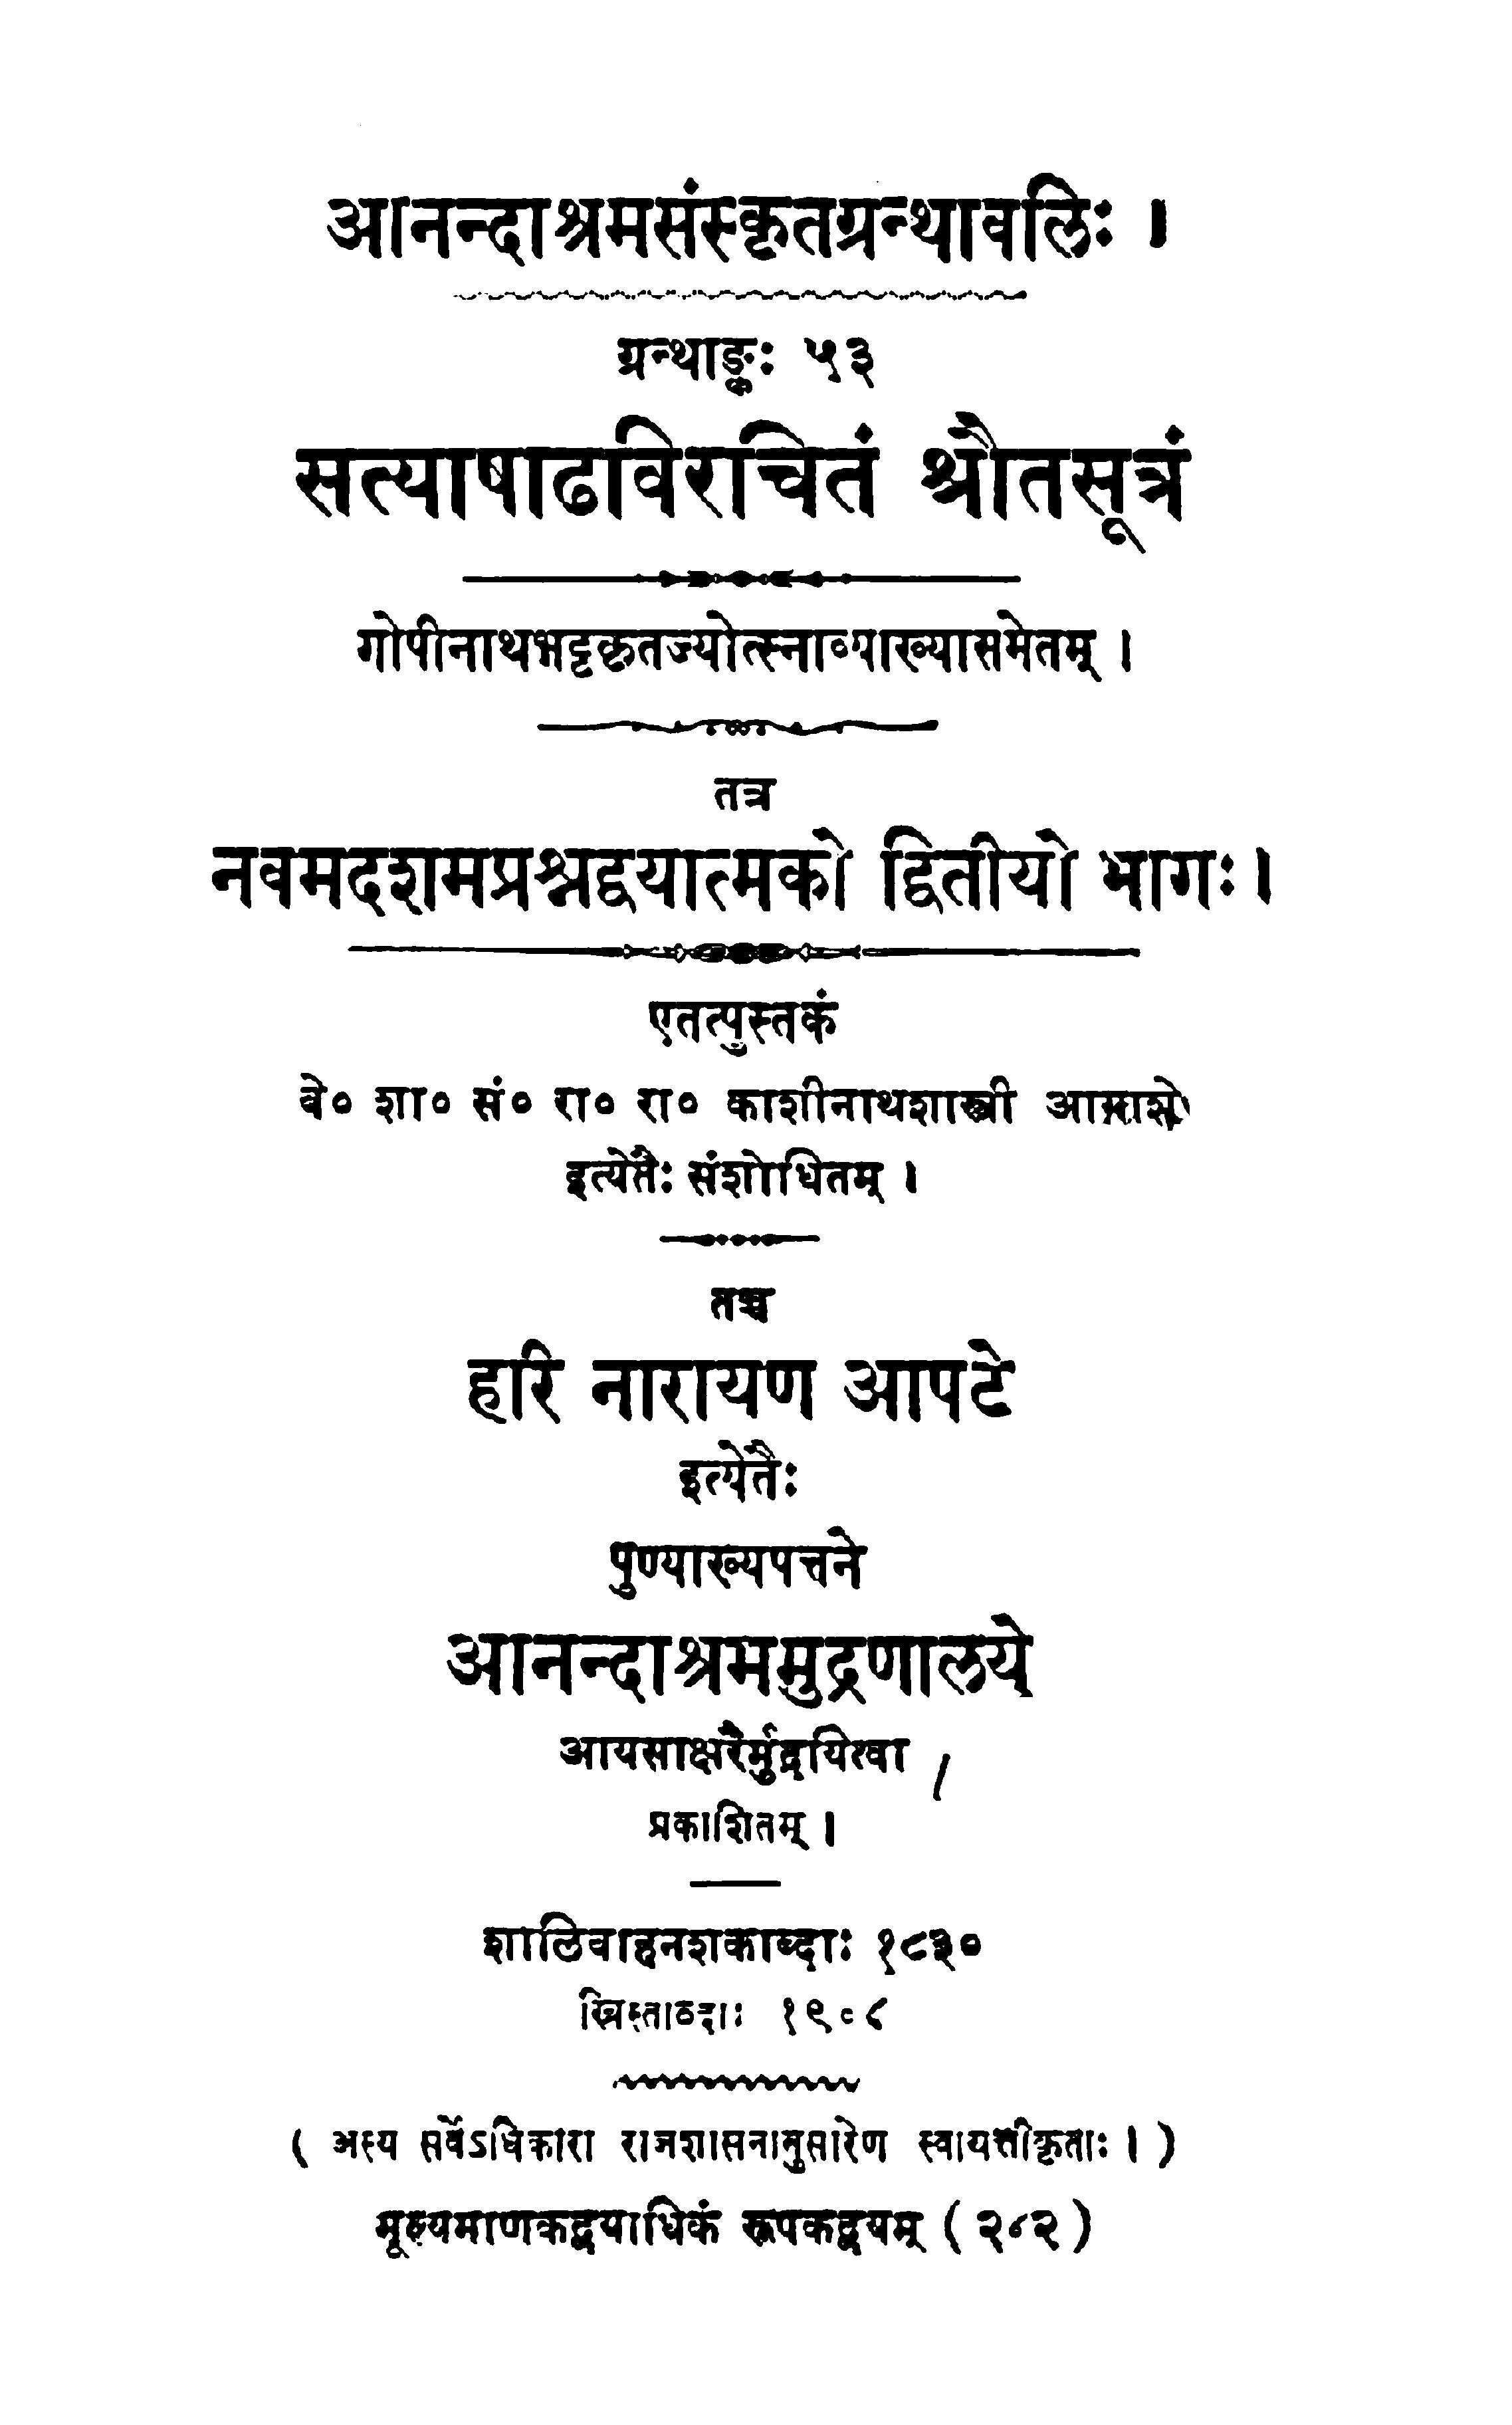 आनन्दाश्रमसंस्कृतग्रन्थावलिः ।
ग्रन्थाङ्कः ५३
सत्याषाढविरचितं श्रौतसूत्रं
गोपीनाथभट्टकृतज्योत्स्नाव्याख्यासमेतम् ।
तत्र
नवमदशमप्रश्नद्वयात्मको द्वितीयो भागः ।
एतत्पुस्तकं
वे० शा० सं० रा० रा० काशीनाथशास्त्री आगाशे
इत्येतैः संशोधितम् ।
तच्च
हरि नारायण आपटे
इत्येतैः
पुण्याख्यपत्तने
आनन्दाश्रममुद्रणालये
आयसाक्षरैर्मुद्रयित्वा
प्रकाशितम् ।
शालिवाहनशकाब्दाः १८३०
ख्रिस्ताब्दाः १९०८
( अस्य सर्वेऽधिकारा राजशासनानुसारेण स्वायत्तीकृताः । )
मूल्यमाणकद्वयाधिकं रूपकद्वयम् ( २४२ )